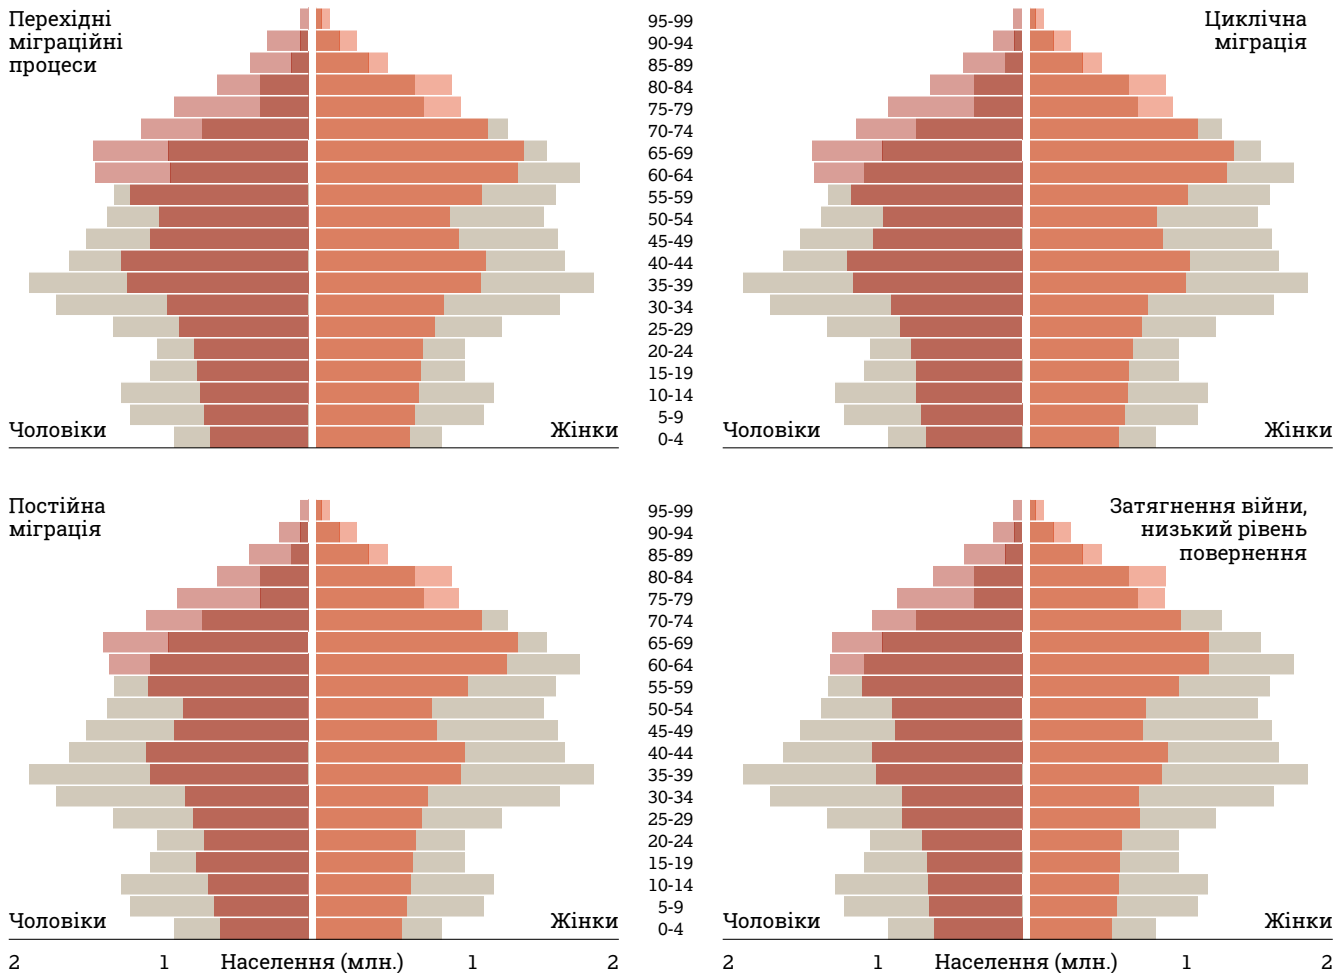 Перехідні
міграційні
процеси
95-99
90-94
85-89
80-84
75-79
70-74
65-69
60-64
55-59
50-54
45-49
40-44
35-39
30-34
25-29
20-24
15-19
10-14
5-9
0-4
Чоловіки
Жінки
Циклічна
міграція
Чоловіки
Жінки
Постійна
міграція
95-99
90-94
85-89
80-84
75-79
70-74
65-69
60-64
55-59
50-54
45-49
40-44
35-39
30-34
25-29
20-24
15-19
10-14
5-9
0-4
Чоловіки
Жінки
Затягнення війни,
низький рівень
повернення
Чоловіки
Жінки
2 1 Населення (млн.) 1 2
2 1 Населення (млн.) 1 2